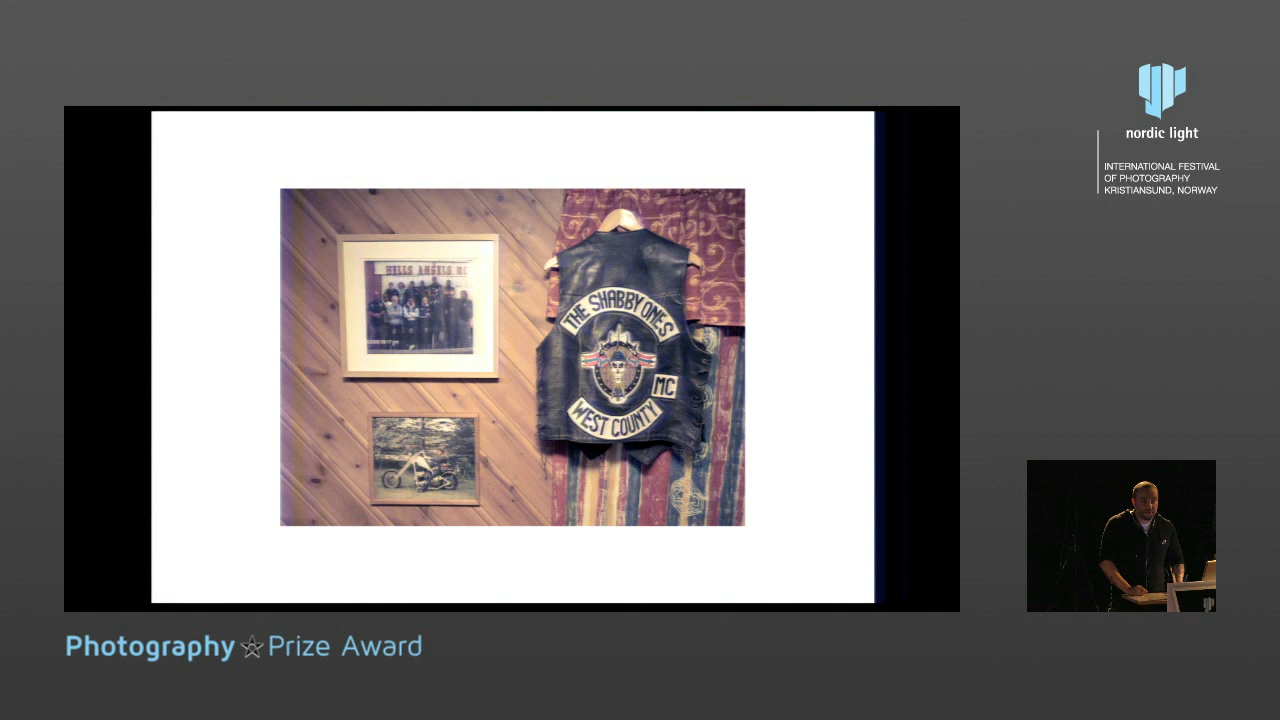 nordic light
INTERNATIONAL FESTIVAL
OF PHOTOGRAPHY
KRISTIANSUND, NORWAY
HELLS ANGELS MC
THE SHABBY ONES
MC
WEST COUNTY
Photography Prize Award